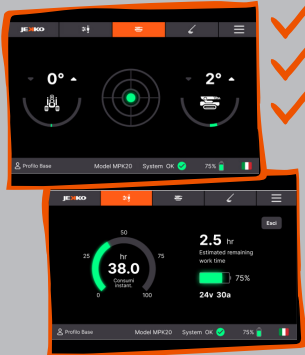 JEKKO
0°
2°
Profilo Base Model MPK20 System OK 75%
JEKKO
Esci
50
25
75
hr
38.0
Consumi
instant.
0
100
2.5 hr
Estimated remaining
work time
75%
24v 30a
Profilo Base Model MPK20 System OK 75%